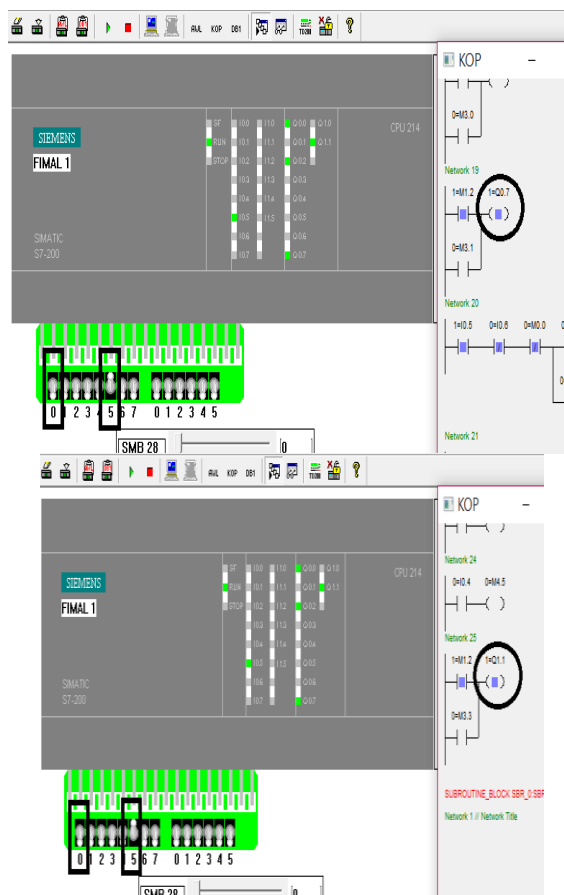 AWL KOP DB1 TD200
KOP
SIEMENS
FIMAL 1
SIMATIC
S7-200
SF I0.0 I1.0 Q0.0 Q1.0 CPU 214
RUN I0.1 I1.1 Q0.1 Q1.1
STOP I0.2 I1.2 Q0.2
I0.3 I1.3 Q0.3
I0.4 I1.4 Q0.4
I0.5 I1.5 Q0.5
I0.6 Q0.6
I0.7 Q0.7
0=M3.0
Network 19
1=M1.2 1=Q0.7
0=M3.1
Network 20
1=I0.5 0=I0.6 0=M0.0 0
0
Network 21
0 1 2 3 4 5 6 7 0 1 2 3 4 5
SMB 28 0
AWL KOP DB1 TD200
KOP
SIEMENS
FIMAL 1
SIMATIC
S7-200
SF I0.0 I1.0 Q0.0 Q1.0 CPU 214
RUN I0.1 I1.1 Q0.1 Q1.1
STOP I0.2 I1.2 Q0.2
I0.3 I1.3 Q0.3
I0.4 I1.4 Q0.4
I0.5 I1.5 Q0.5
I0.6 Q0.6
I0.7 Q0.7
Network 24
0=I0.4 0=M4.5
Network 25
1=M1.2 1=Q1.1
0=M3.3
SUBROUTINE_BLOCK SBR_0:SBR
Network 1 // Network Title
0 1 2 3 4 5 6 7 0 1 2 3 4 5
SMB 28 0